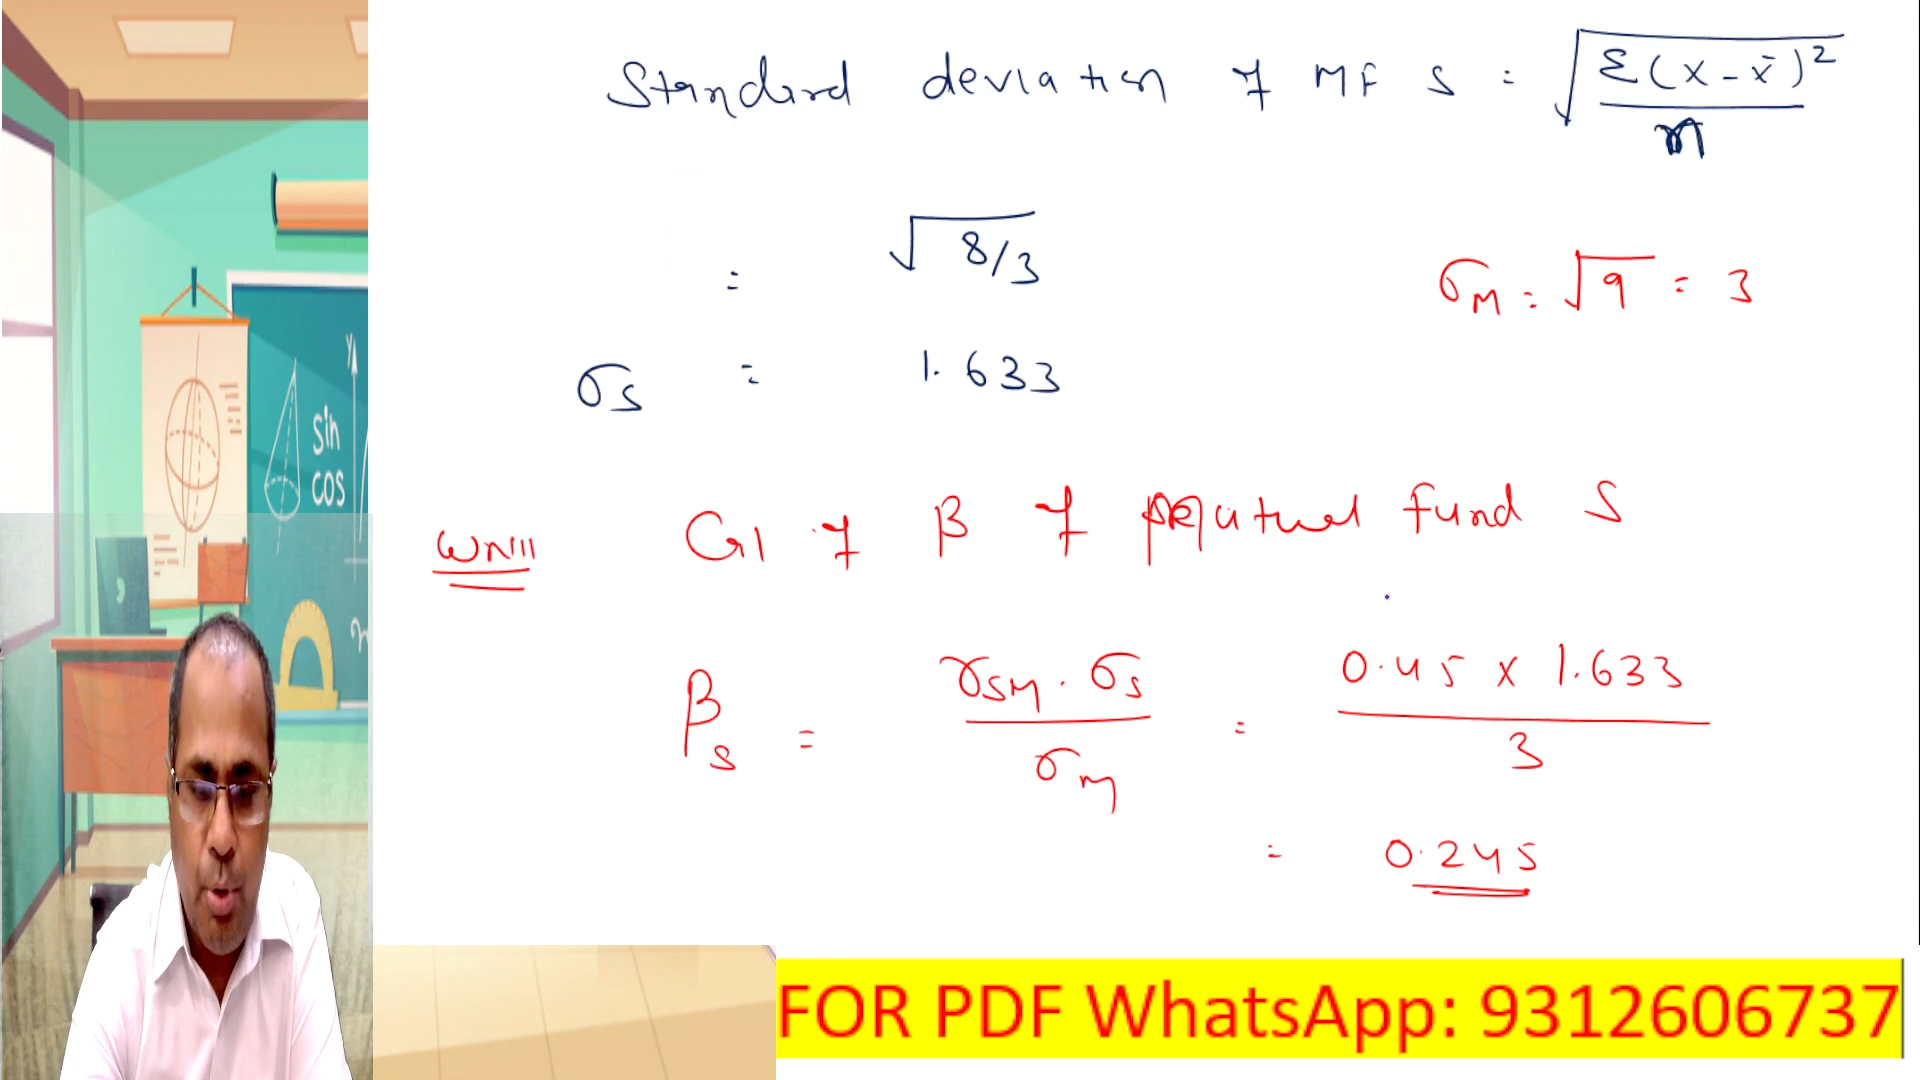 Standard deviation of MF S = √Σ(x-x̄)²/n
= √8/3
σM = √9 = 3
σS = 1.633
WN III
of β of Mutual Fund S
βS = rSM . σS / σM = 0.45 x 1.633 / 3
= 0.245
sin
cos
y
FOR PDF WhatsApp: 9312606737